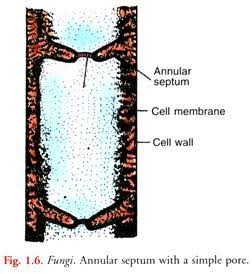 Annular
septum
Cell membrane
Cell wall
Fig. 1.6. Fungi. Annular septum with a simple pore.